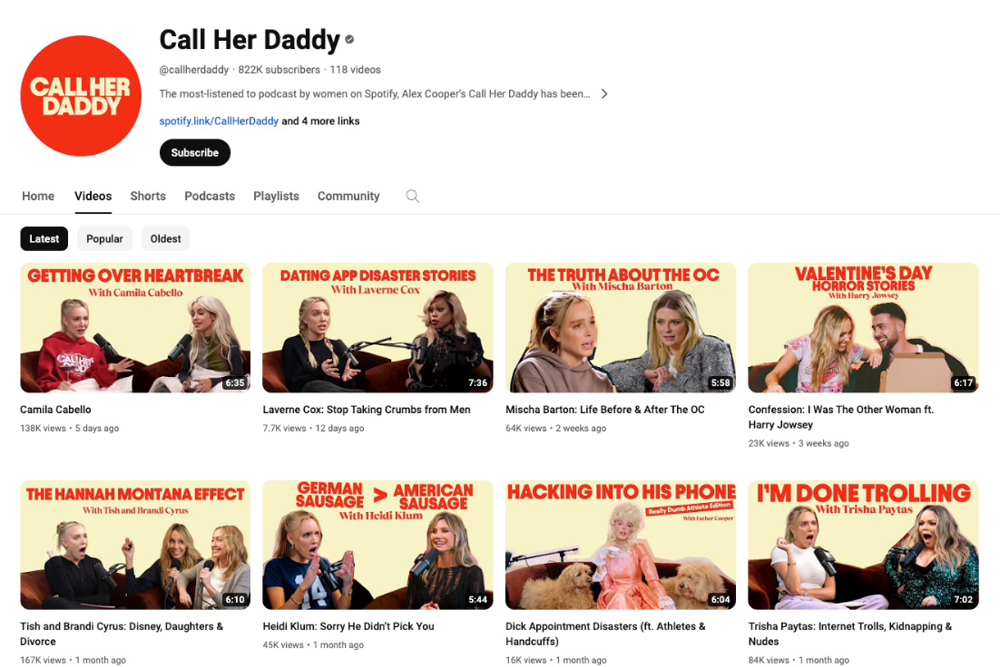 CALL HER
DADDY
Call Her Daddy
@callherdaddy · 822K subscribers · 118 videos
The most-listened to podcast by women on Spotify, Alex Cooper's Call Her Daddy has been...
spotify.link/CallHerDaddy and 4 more links
Subscribe
Home Videos Shorts Podcasts Playlists Community
Latest Popular Oldest
GETTING OVER HEARTBREAK
With Camila Cabello
CALL HER
DADDY
6:35
Camila Cabello
138K views • 5 days ago
DATING APP DISASTER STORIES
With Laverne Cox
7:36
Laverne Cox: Stop Taking Crumbs from Men
7.7K views • 12 days ago
THE TRUTH ABOUT THE OC
With Mischa Barton
5:58
Mischa Barton: Life Before & After The OC
64K views • 2 weeks ago
VALENTINE'S DAY
HORROR STORIES
With Harry Jowsey
6:17
Confession: I Was The Other Woman ft.
Harry Jowsey
23K views • 3 weeks ago
THE HANNAH MONTANA EFFECT
With Tish and Brandi Cyrus
6:10
Tish and Brandi Cyrus: Disney, Daughters &
Divorce
167K views • 1 month ago
GERMAN SAUSAGE > AMERICAN SAUSAGE
With Heidi Klum
14
5:44
Heidi Klum: Sorry He Didn't Pick You
45K views • 1 month ago
HACKING INTO HIS PHONE
Really Dumb Athlete Edition
With Father Cooper
6:04
Dick Appointment Disasters (ft. Athletes &
Handcuffs)
16K views • 1 month ago
I'M DONE TROLLING
With Trisha Paytas
7:02
Trisha Paytas: Internet Trolls, Kidnapping &
Nudes
84K views • 1 month ago